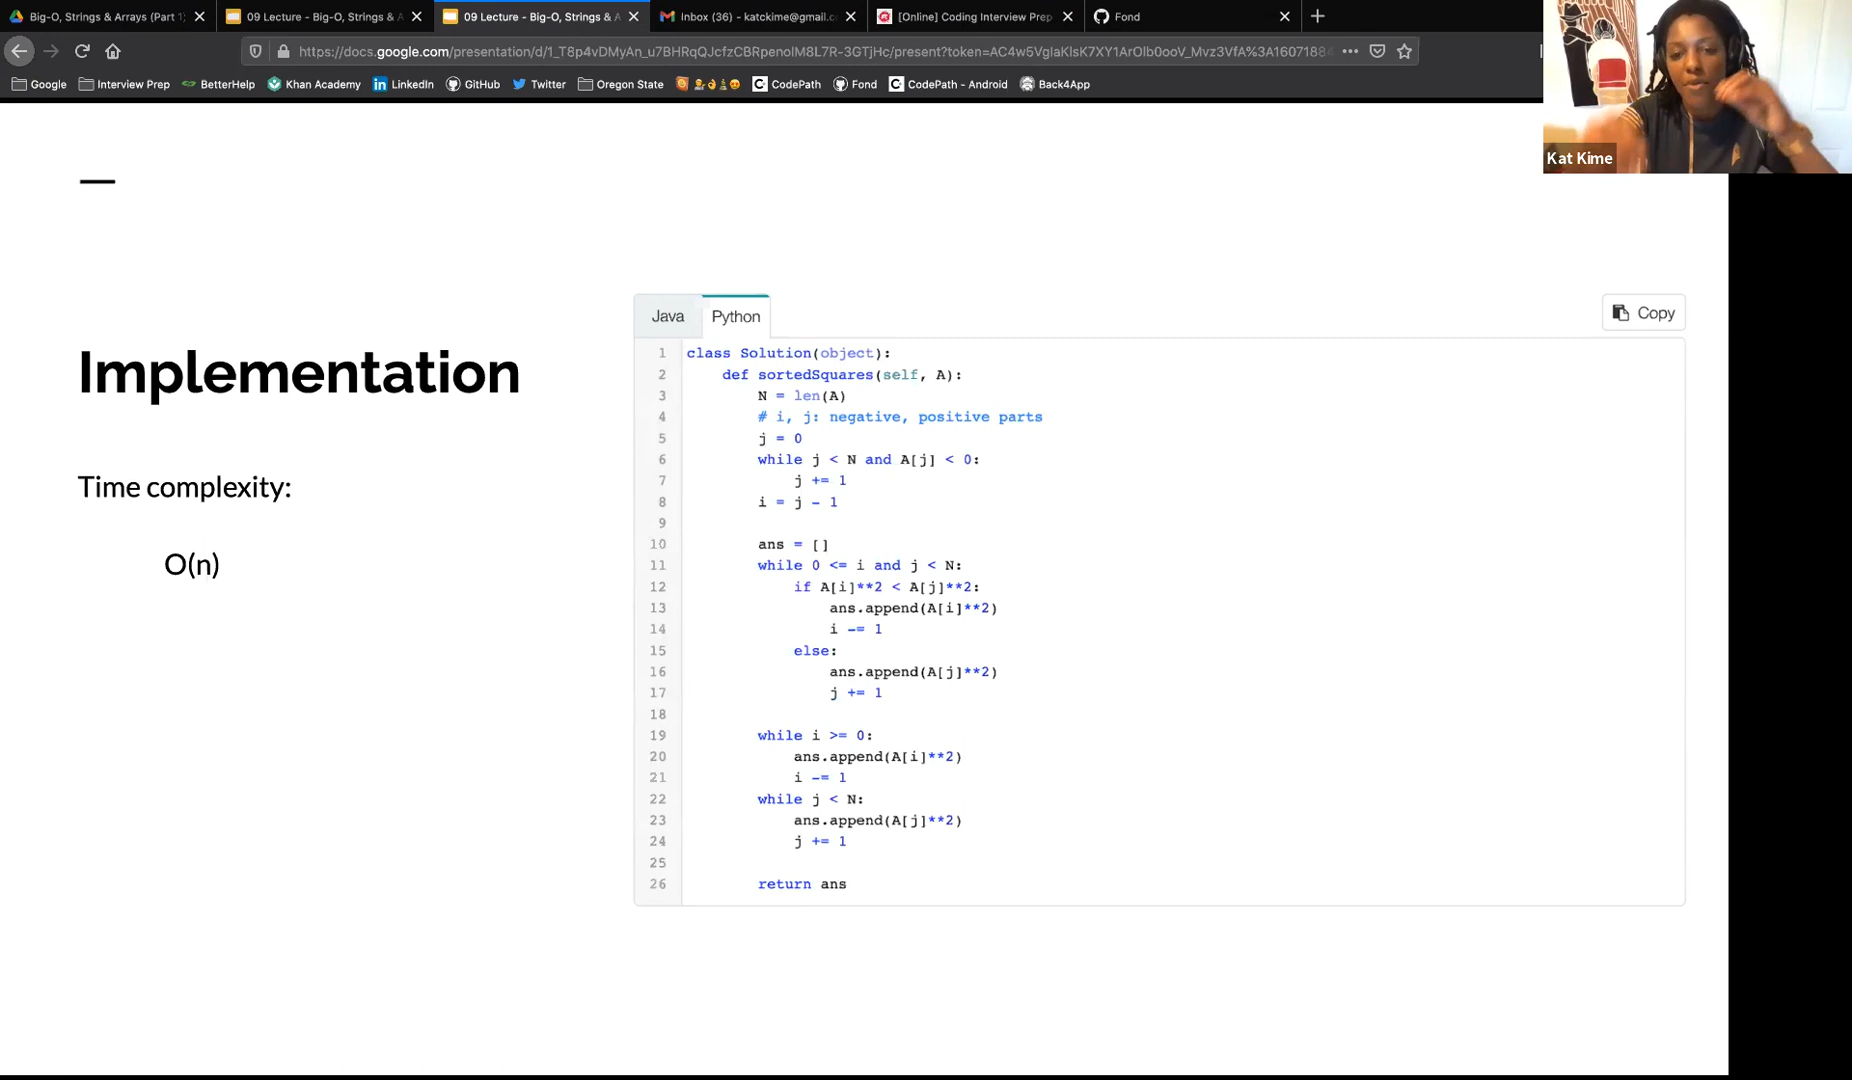 Big-O, Strings & Arrays (Part 1)
09 Lecture - Big-O, Strings & A
09 Lecture - Big-O, Strings & A
Inbox (36) - katckime@gmail.c
[Online] Coding Interview Prep
Fond
https://docs.google.com/presentation/d/
Google
Interview Prep
BetterHelp
Khan Academy
LinkedIn
GitHub
Twitter
Oregon State
CodePath
Fond
CodePath - Android
Back4App
Kat Kime
Implementation
Time complexity:
O(n)
Java Python
Copy
1 class Solution(object):
2 def sortedSquares(self, A):
3 N = len(A)
4 # i, j: negative, positive parts
5 j = 0
6 while j < N and A[j] < 0:
7 j += 1
8 i = j - 1
9
10 ans = []
11 while 0 <= i and j < N:
12 if A[i]**2 < A[j]**2:
13 ans.append(A[i]**2)
14 i -= 1
15 else:
16 ans.append(A[j]**2)
17 j += 1
18
19 while i >= 0:
20 ans.append(A[i]**2)
21 i -= 1
22 while j < N:
23 ans.append(A[j]**2)
24 j += 1
25
26 return ans